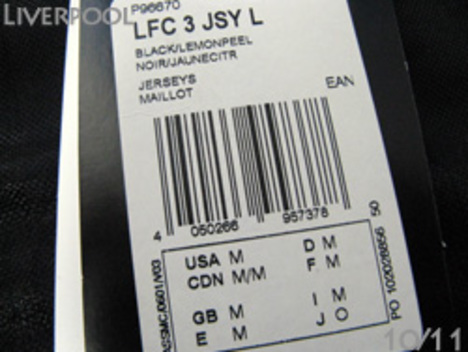 LIVERPOOL
P96670
LFC 3 JSY L
BLACK/LEMONPEEL
NOIR/JAUNECITR
JERSEYS
MAILLOT
EAN
4 050266 957378
USA M D M
CDN M/M F M
GB M I M
E M J O
PO 102028856 50
10/11